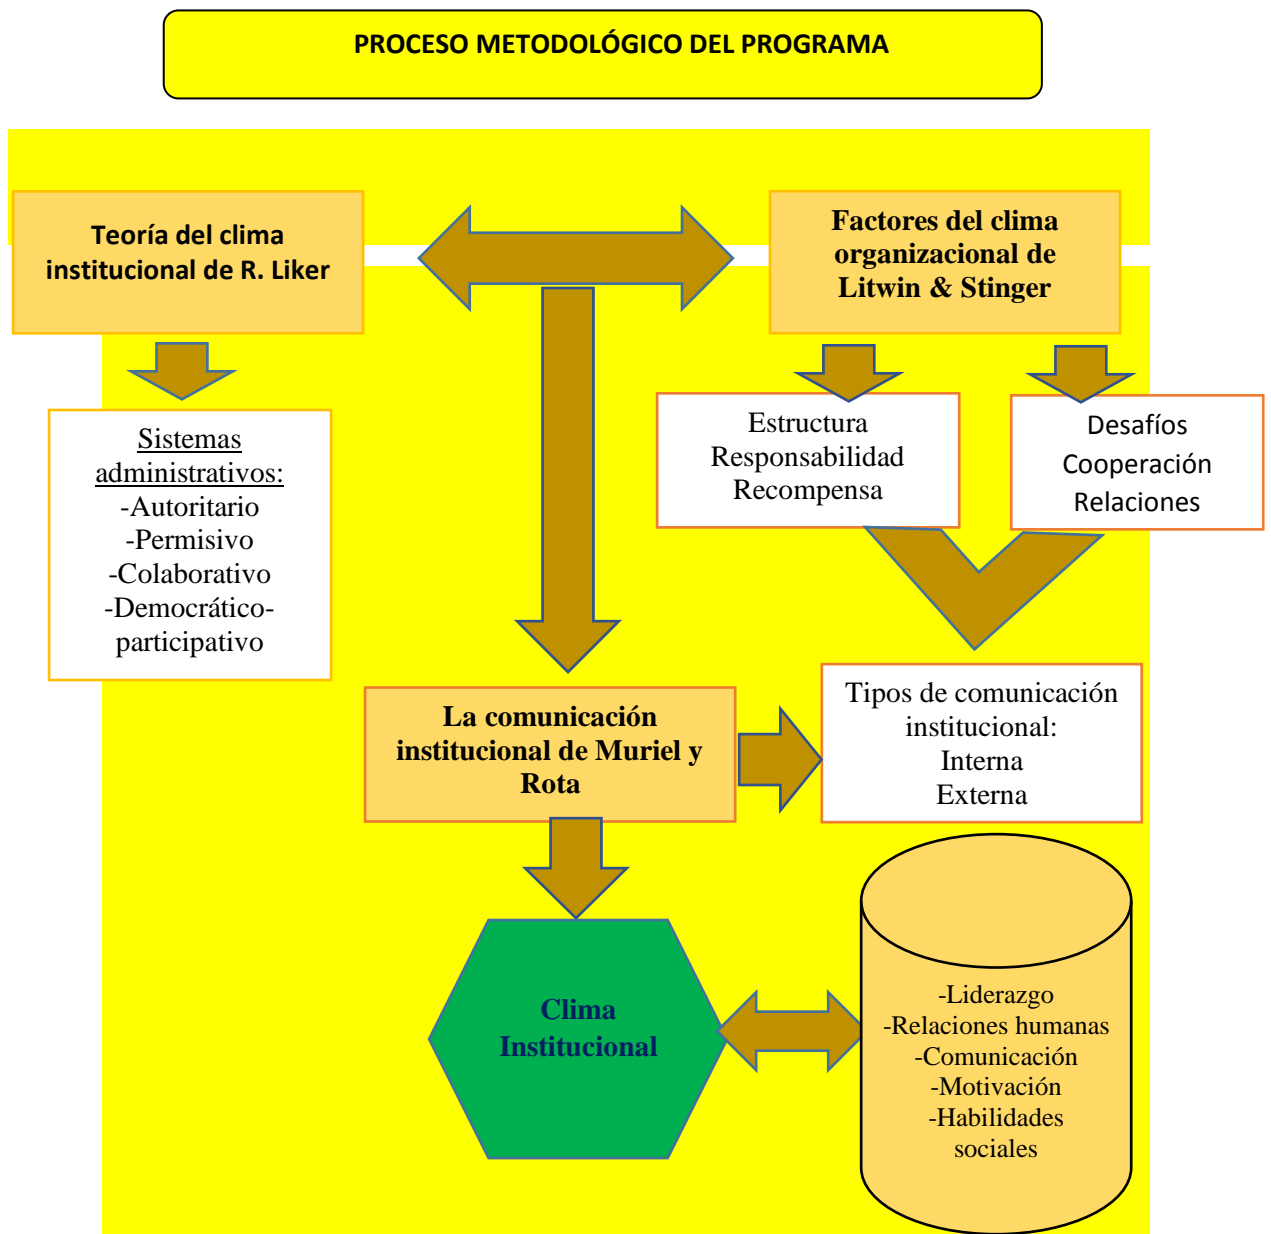 PROCESO METODOLÓGICO DEL PROGRAMA
Teoría del clima
institucional de R. Liker
Factores del clima
organizacional de
Litwin & Stinger
Sistemas
administrativos:
-Autoritario
-Permisivo
-Colaborativo
-Democrático-
participativo
Estructura
Responsabilidad
Recompensa
Desafíos
Cooperación
Relaciones
La comunicación
institucional de Muriel y
Rota
Tipos de comunicación
institucional:
Interna
Externa
Clima
Institucional
-Liderazgo
-Relaciones humanas
-Comunicación
-Motivación
-Habilidades
sociales